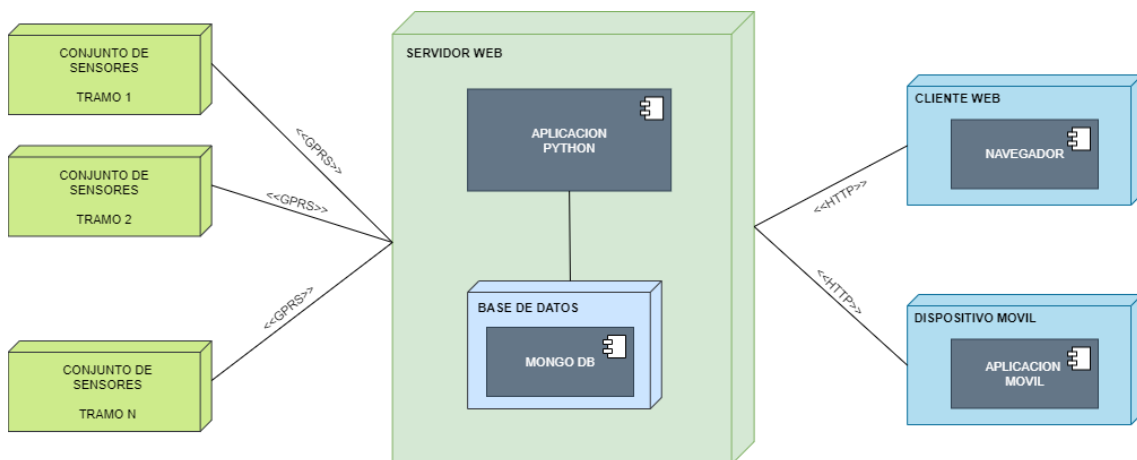 CONJUNTO DE
SENSORES
TRAMO 1
CONJUNTO DE
SENSORES
TRAMO 2
CONJUNTO DE
SENSORES
TRAMO N
<<GPRS>>
<<GPRS>>
<<GPRS>>
SERVIDOR WEB
APLICACION
PYTHON
BASE DE DATOS
MONGO DB
<<HTTP>>
<<HTTP>>
CLIENTE WEB
NAVEGADOR
DISPOSITIVO MOVIL
APLICACION
MOVIL